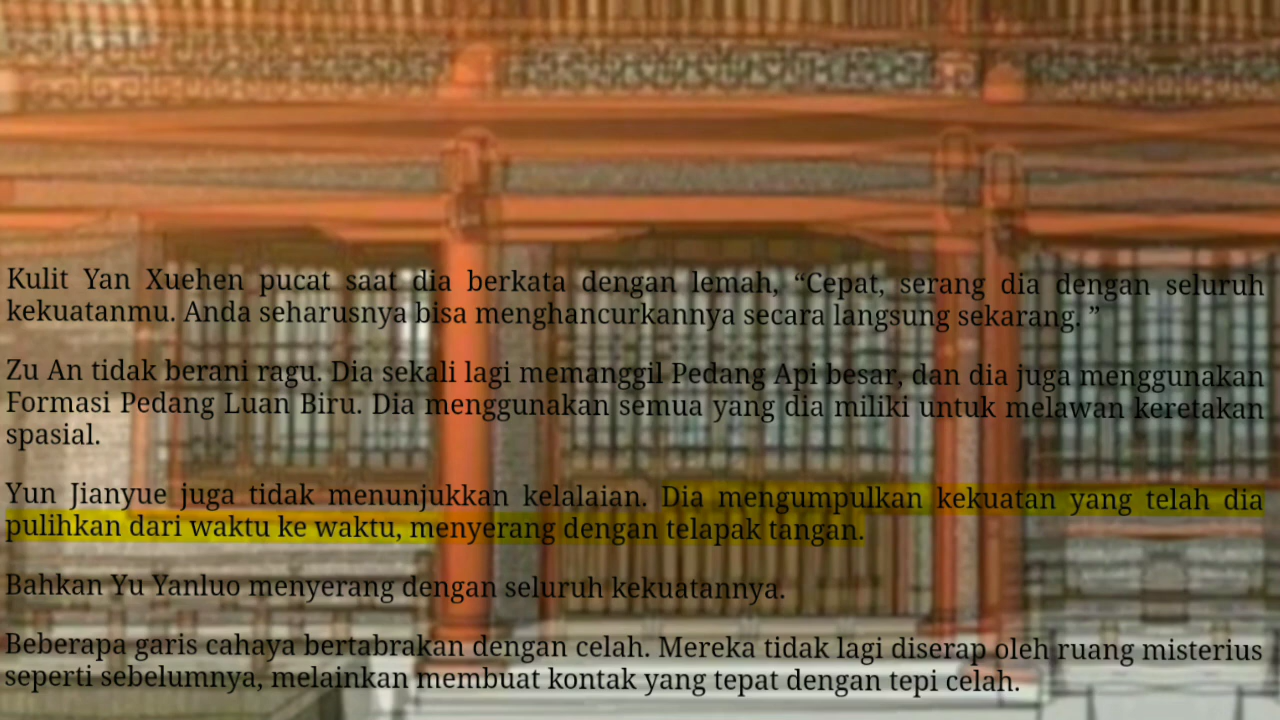 Kulit Yan Xuehen pucat saat dia berkata dengan lemah, “Cepat, serang dia dengan seluruh
kekuatanmu. Anda seharusnya bisa menghancurkannya secara langsung sekarang. ”
Zu An tidak berani ragu. Dia sekali lagi memanggil Pedang Api besar, dan dia juga menggunakan
Formasi Pedang Luan Biru. Dia menggunakan semua yang dia miliki untuk melawan keretakan
spasial.
Yun Jianyue juga tidak menunjukkan kelalaian. Dia mengumpulkan kekuatan yang telah dia
pulihkan dari waktu ke waktu, menyerang dengan telapak tangan.
Bahkan Yu Yanluo menyerang dengan seluruh kekuatannya.
Beberapa garis cahaya bertabrakan dengan celah. Mereka tidak lagi diserap oleh ruang misterius
seperti sebelumnya, melainkan membuat kontak yang tepat dengan tepi celah.